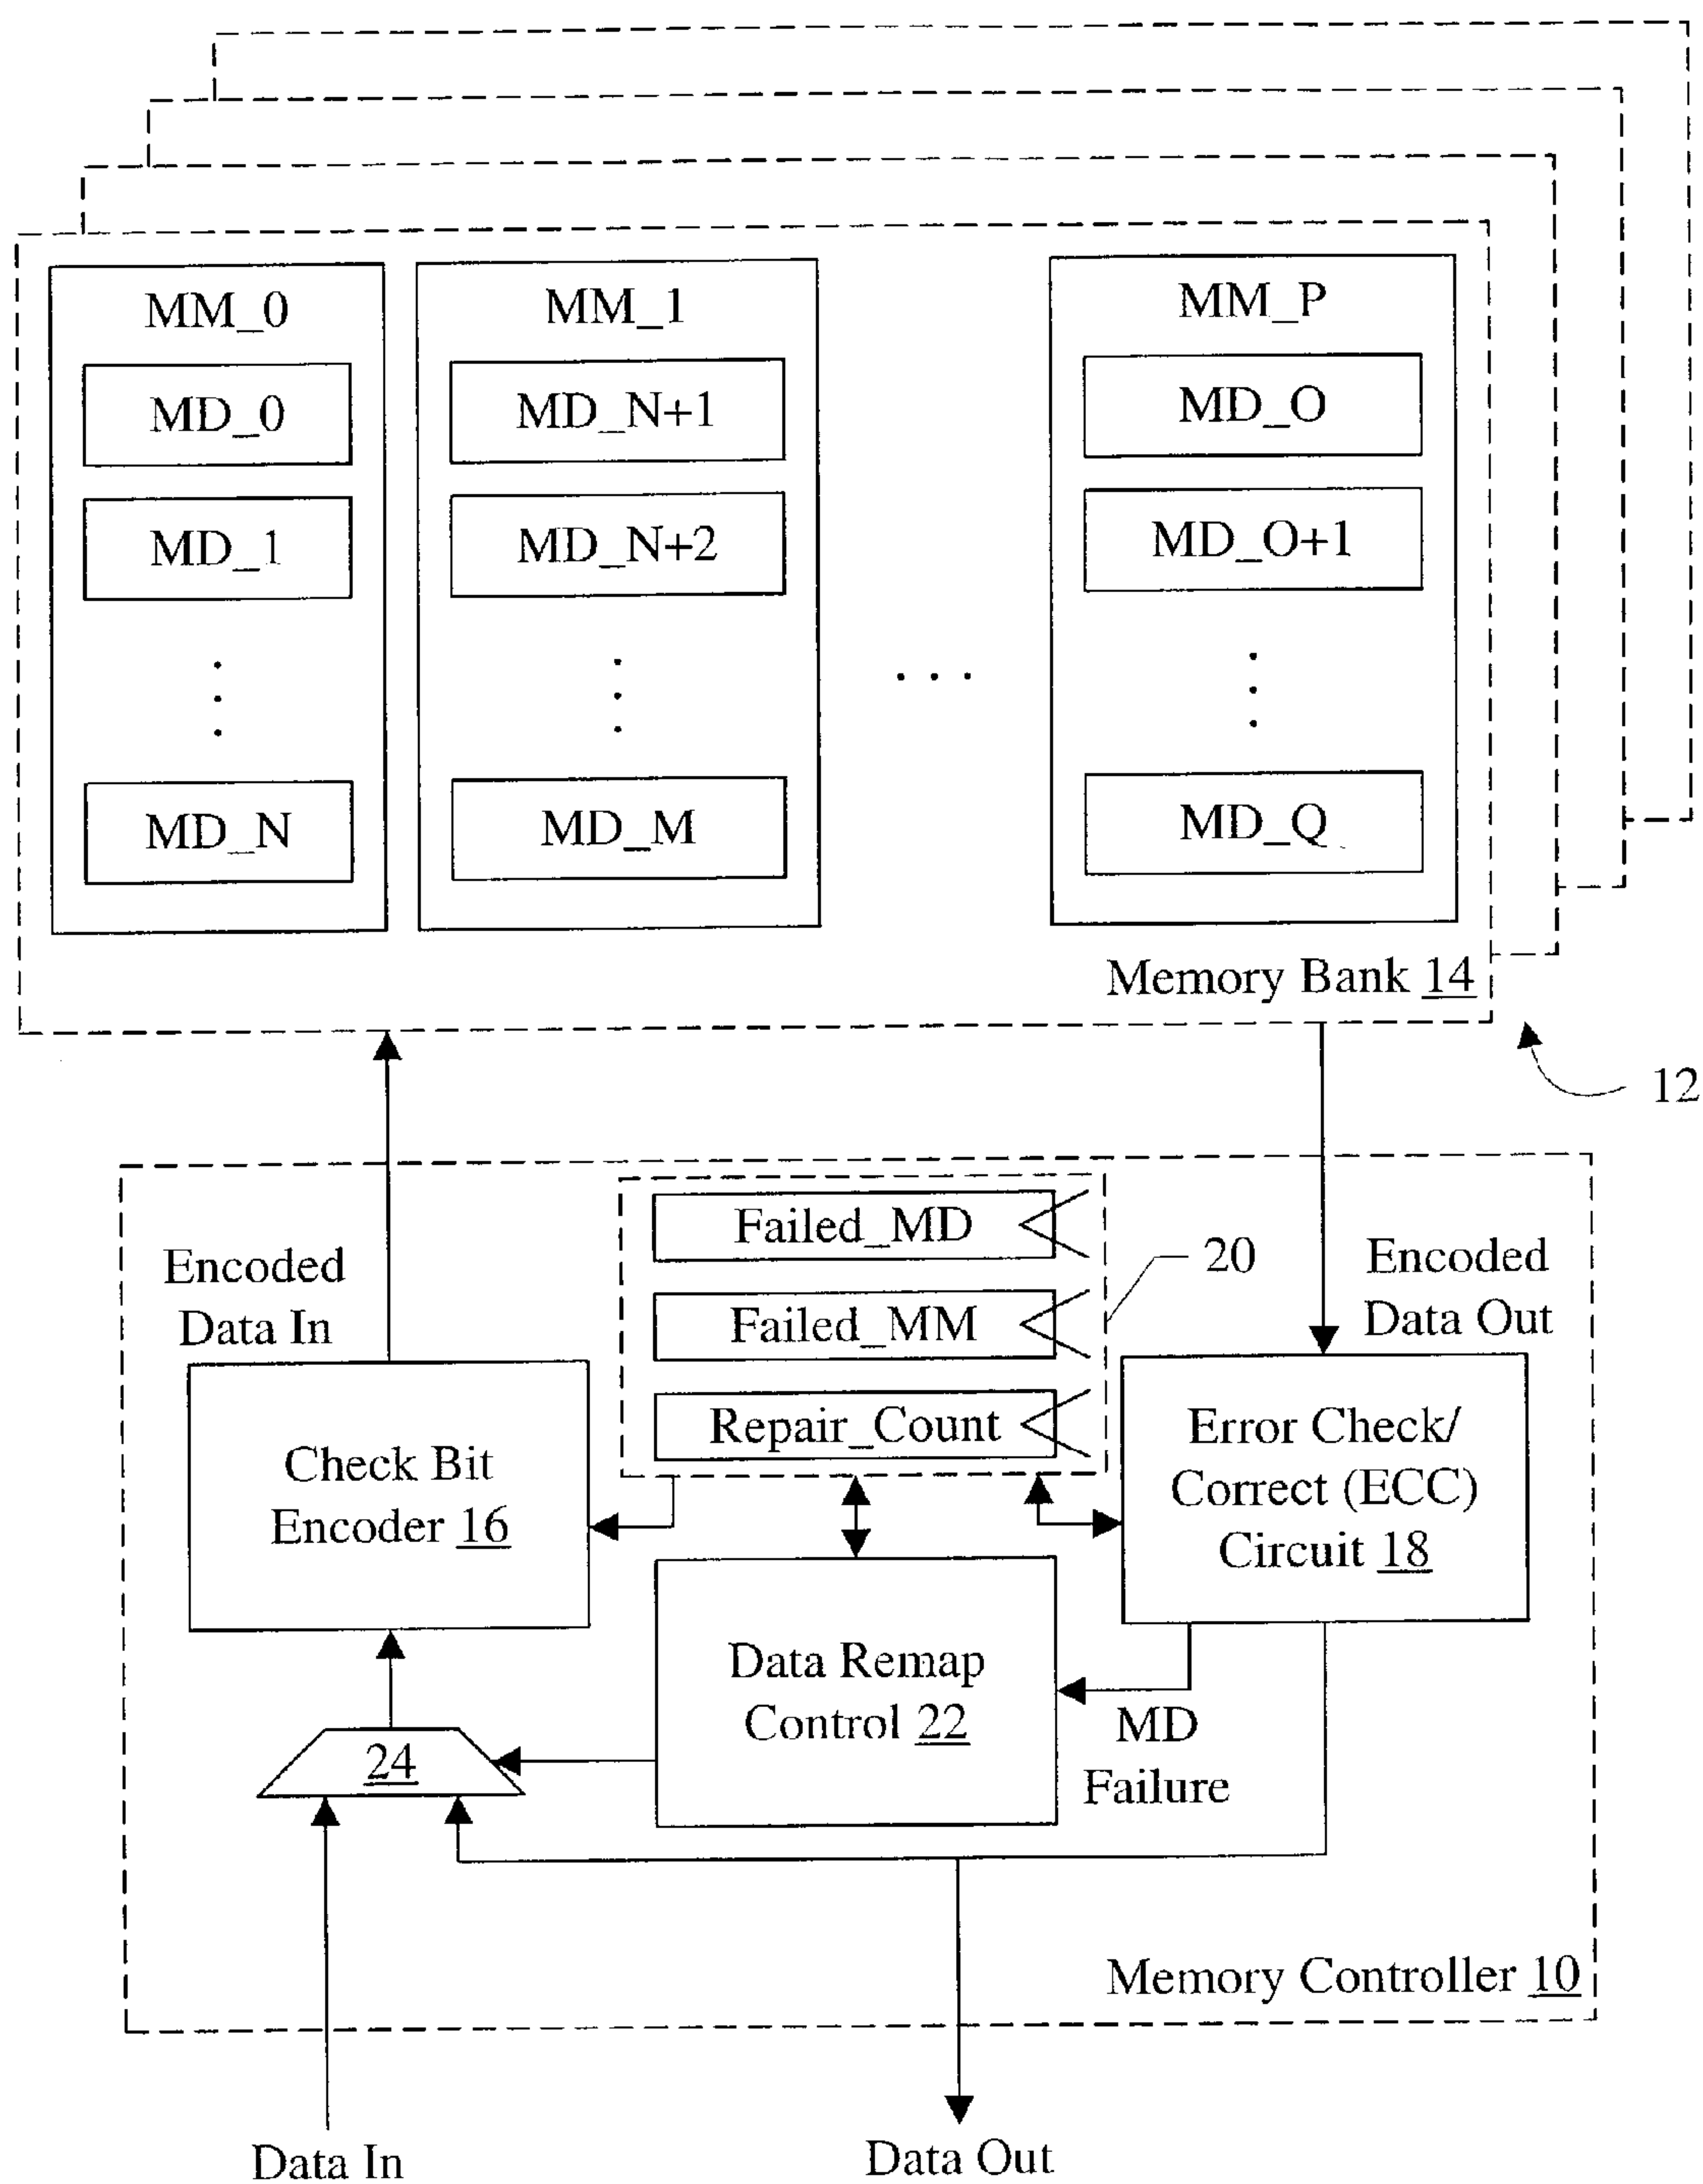 MM_0
MD_0
MD_1
MD_N
MM_1
MD_N+1
MD_N+2
MD_M
. . .
MM_P
MD_O
MD_O+1
MD_Q
Memory Bank 14
12
Encoded
Data In
Failed_MD
Failed_MM
Repair_Count
20
Encoded
Data Out
Check Bit
Encoder 16
Error Check/
Correct (ECC)
Circuit 18
Data Remap
Control 22
MD
Failure
24
Memory Controller 10
Data In
Data Out